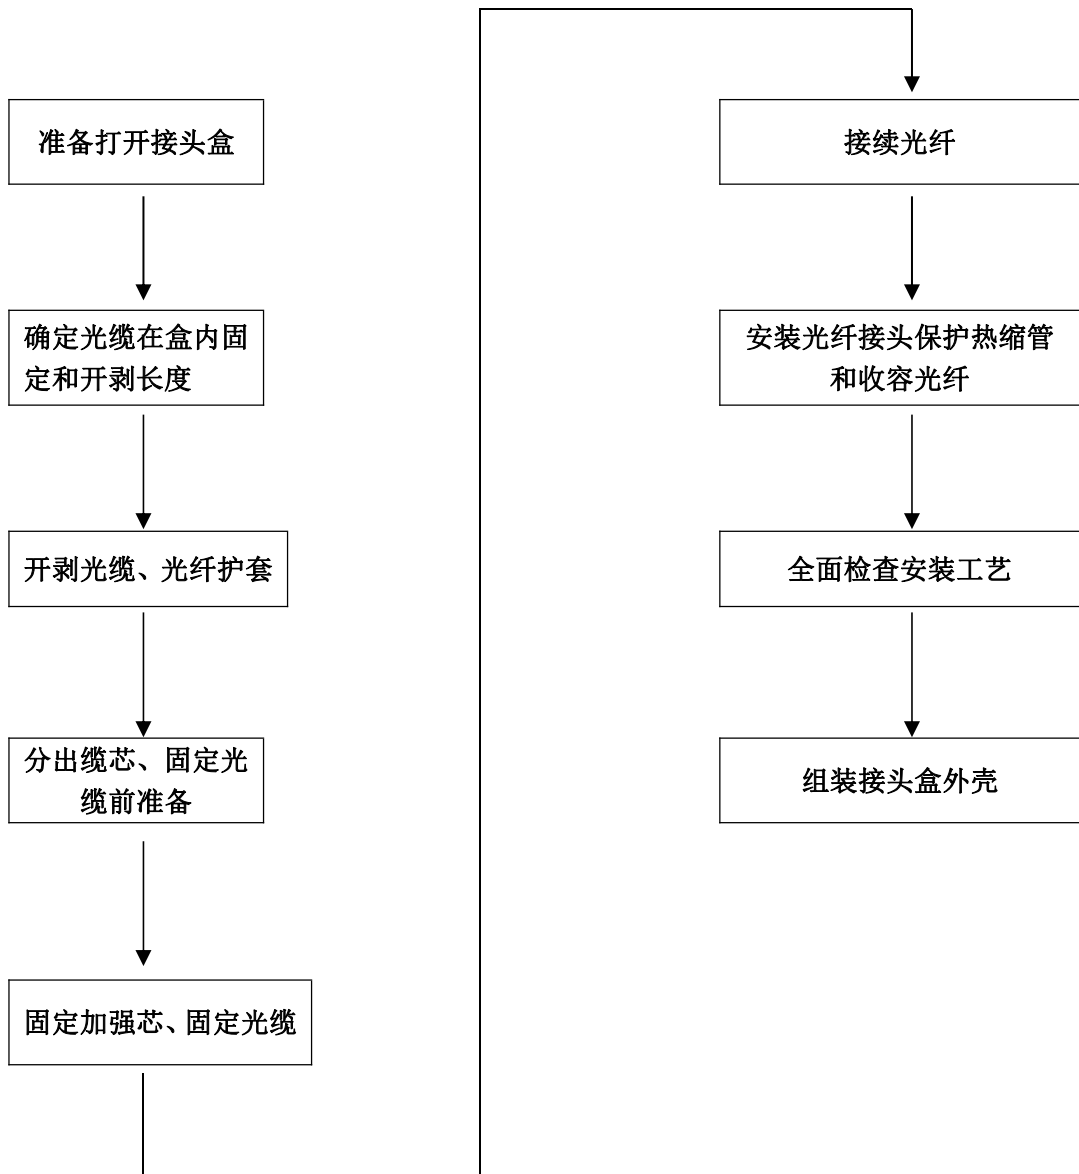 准备打开接头盒
确定光缆在盒内固
定和开剥长度
开剥光缆、光纤护套
分出缆芯、固定光
缆前准备
固定加强芯、固定光缆
接续光纤
安装光纤接头保护热缩管
和收容光纤
全面检查安装工艺
组装接头盒外壳